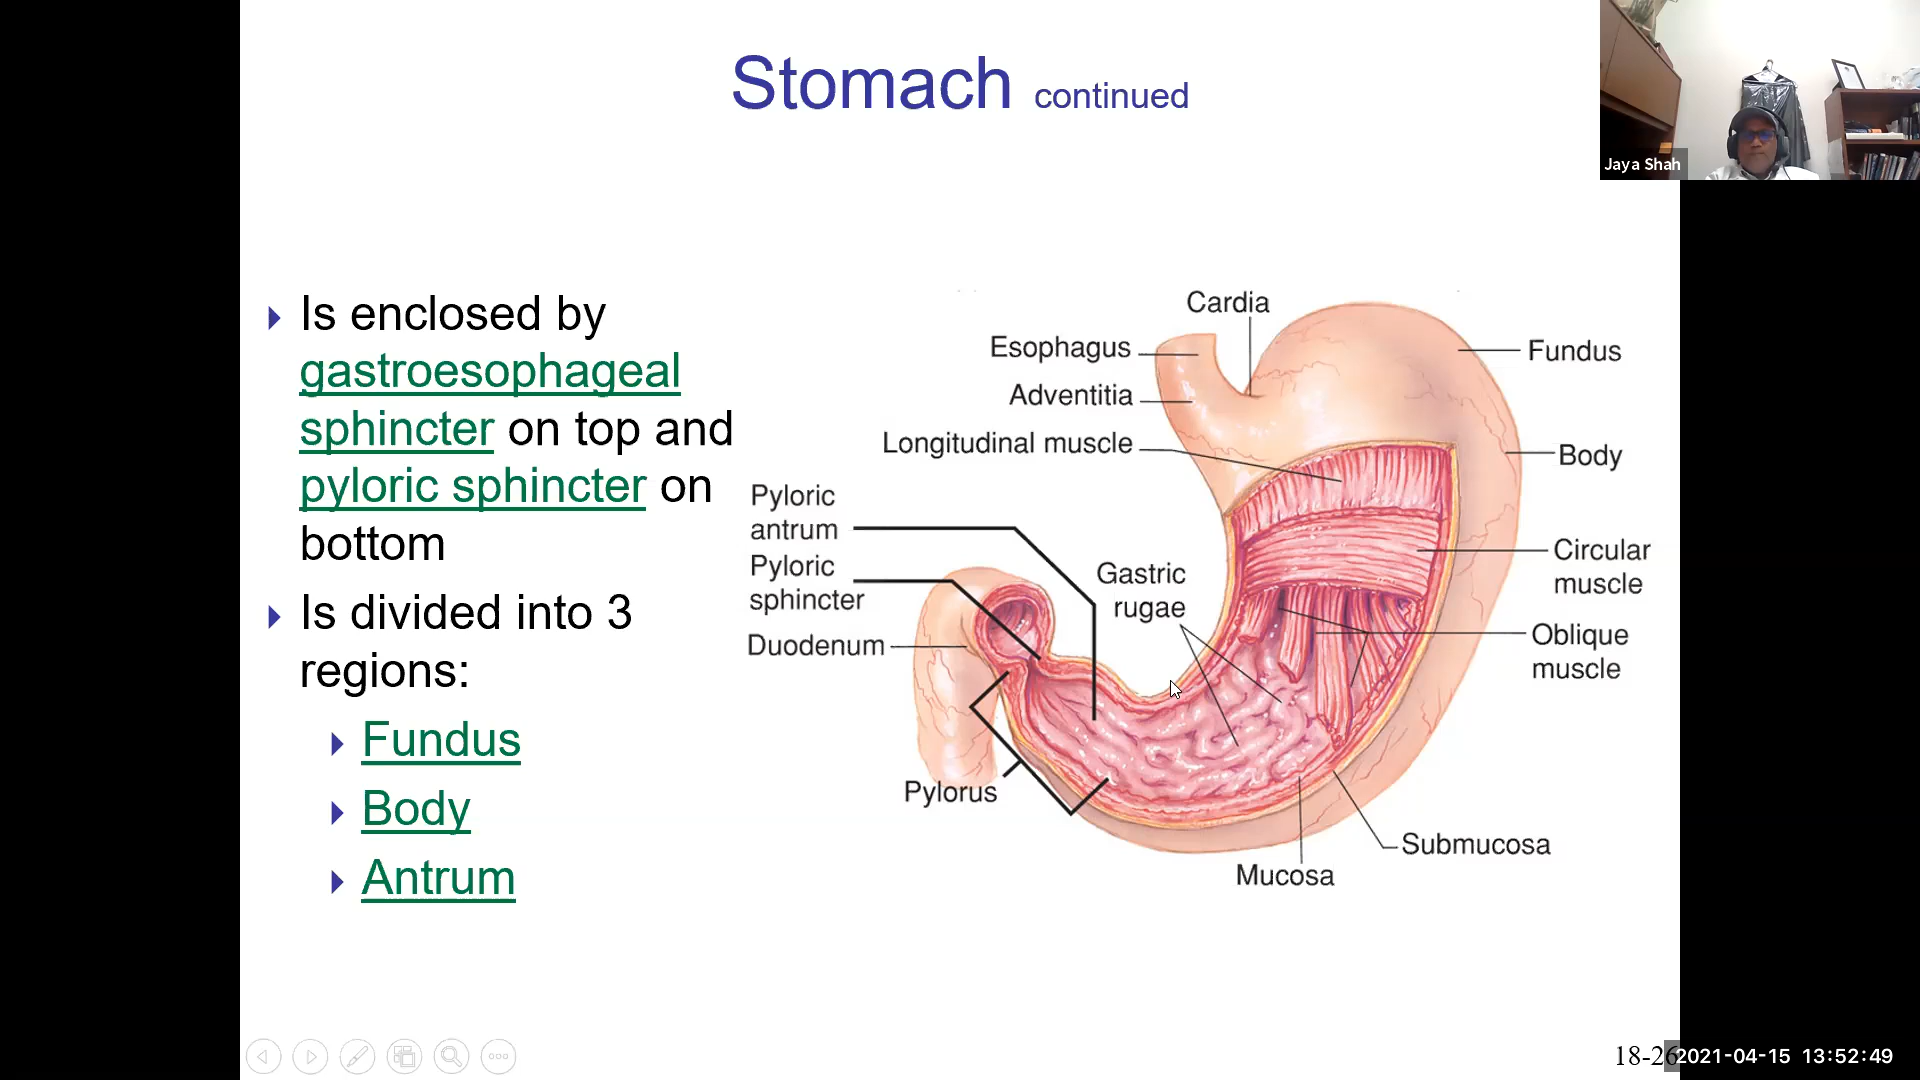 Stomach continued
Jaya Shah
Is enclosed by
gastroesophageal
sphincter on top and
pyloric sphincter on
bottom
Is divided into 3
regions:
Fundus
Body
Antrum
Cardia
Esophagus
Adventitia
Longitudinal muscle
Pyloric
antrum
Pyloric
sphincter
Duodenum
Gastric
rugae
Pylorus
Fundus
Body
Circular
muscle
Oblique
muscle
Submucosa
Mucosa
18-26
2021-04-15 13:52:49